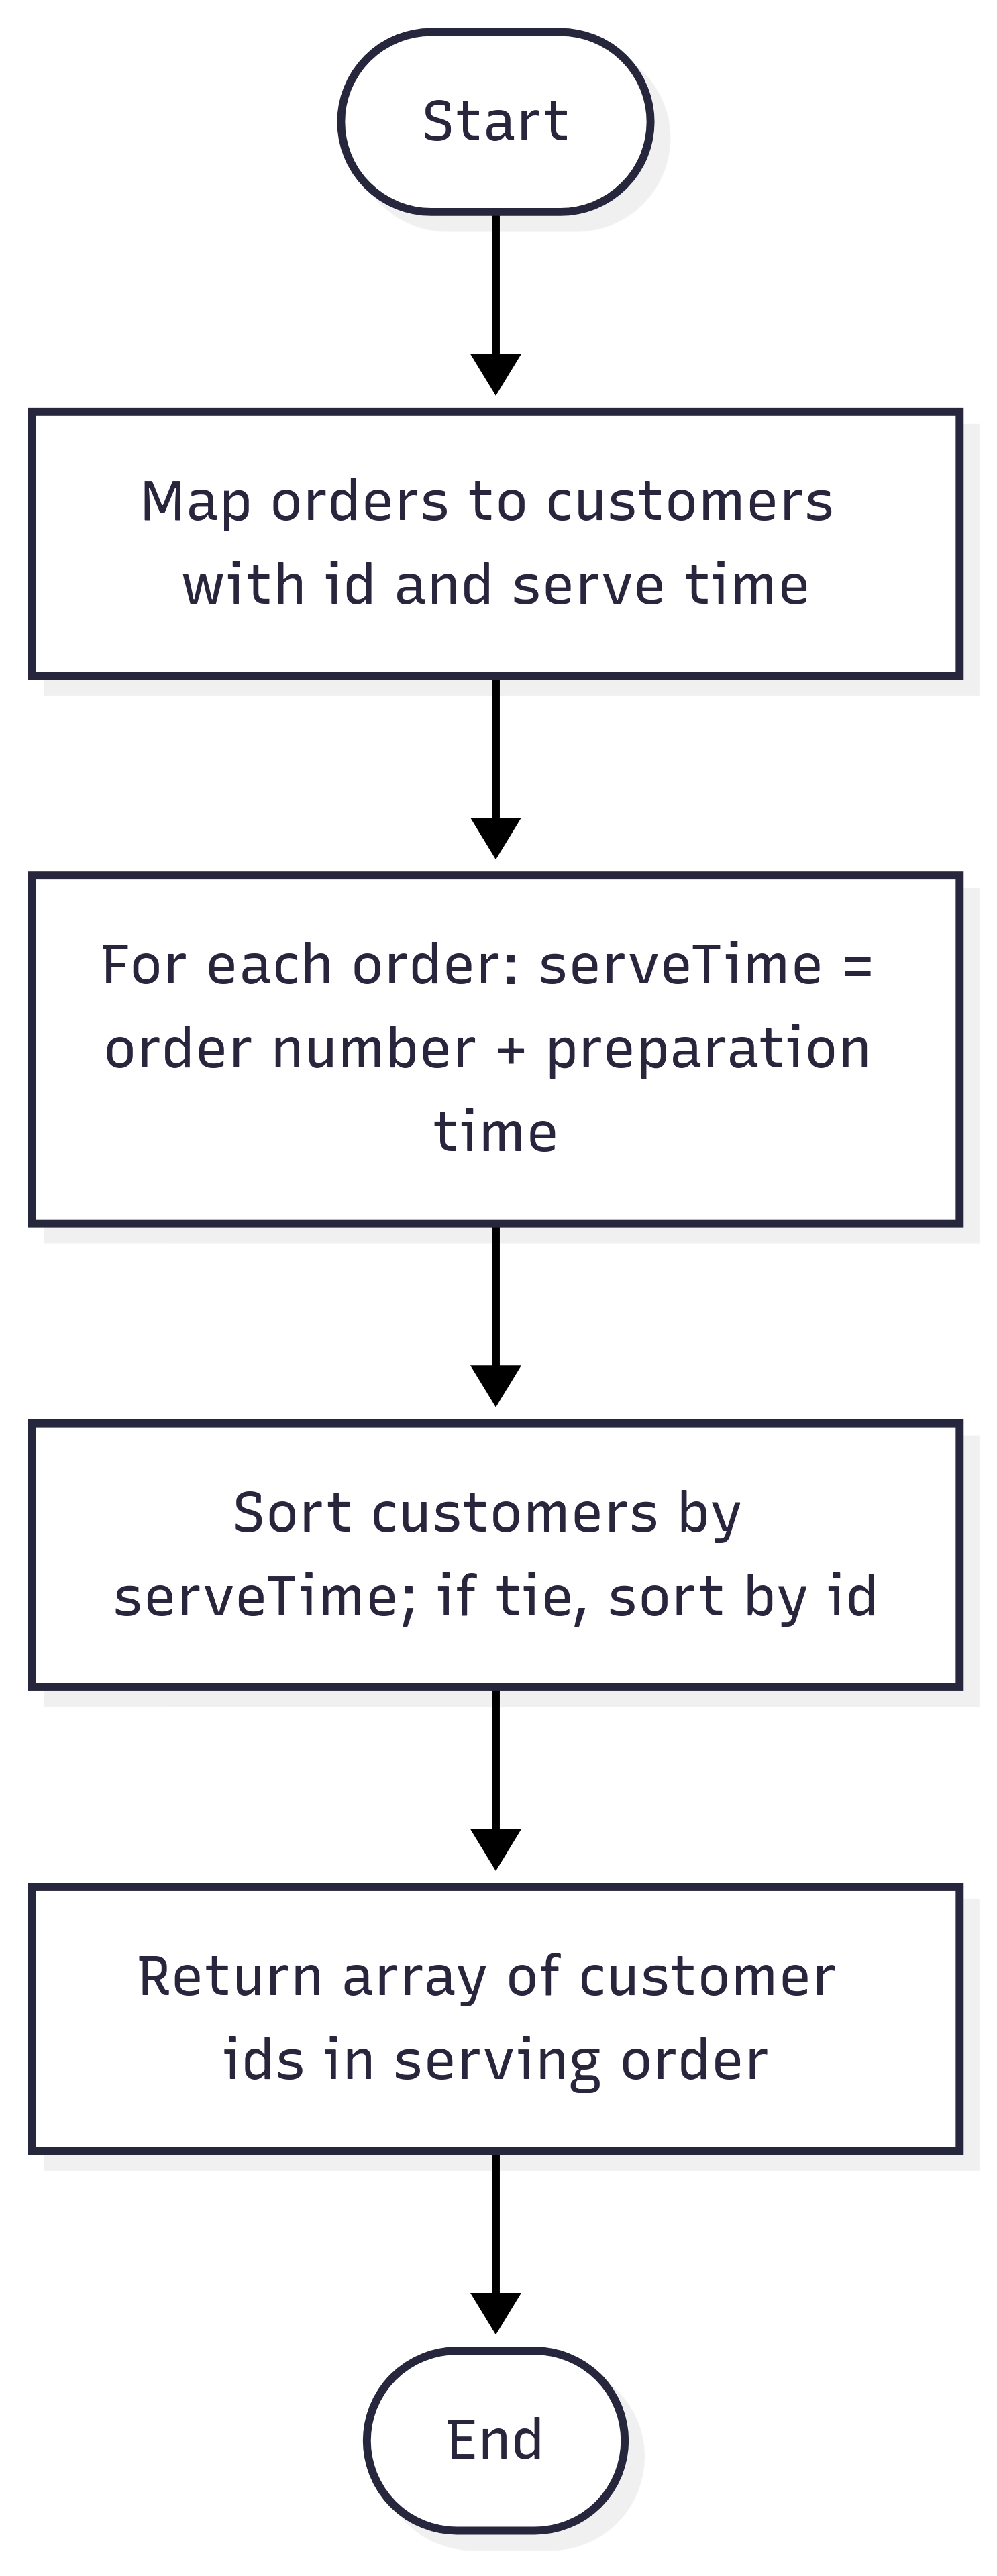 Start
Map orders to customers
with id and serve time
For each order: serveTime =
order number + preparation
time
Sort customers by
serveTime; if tie, sort by id
Return array of customer
ids in serving order
End